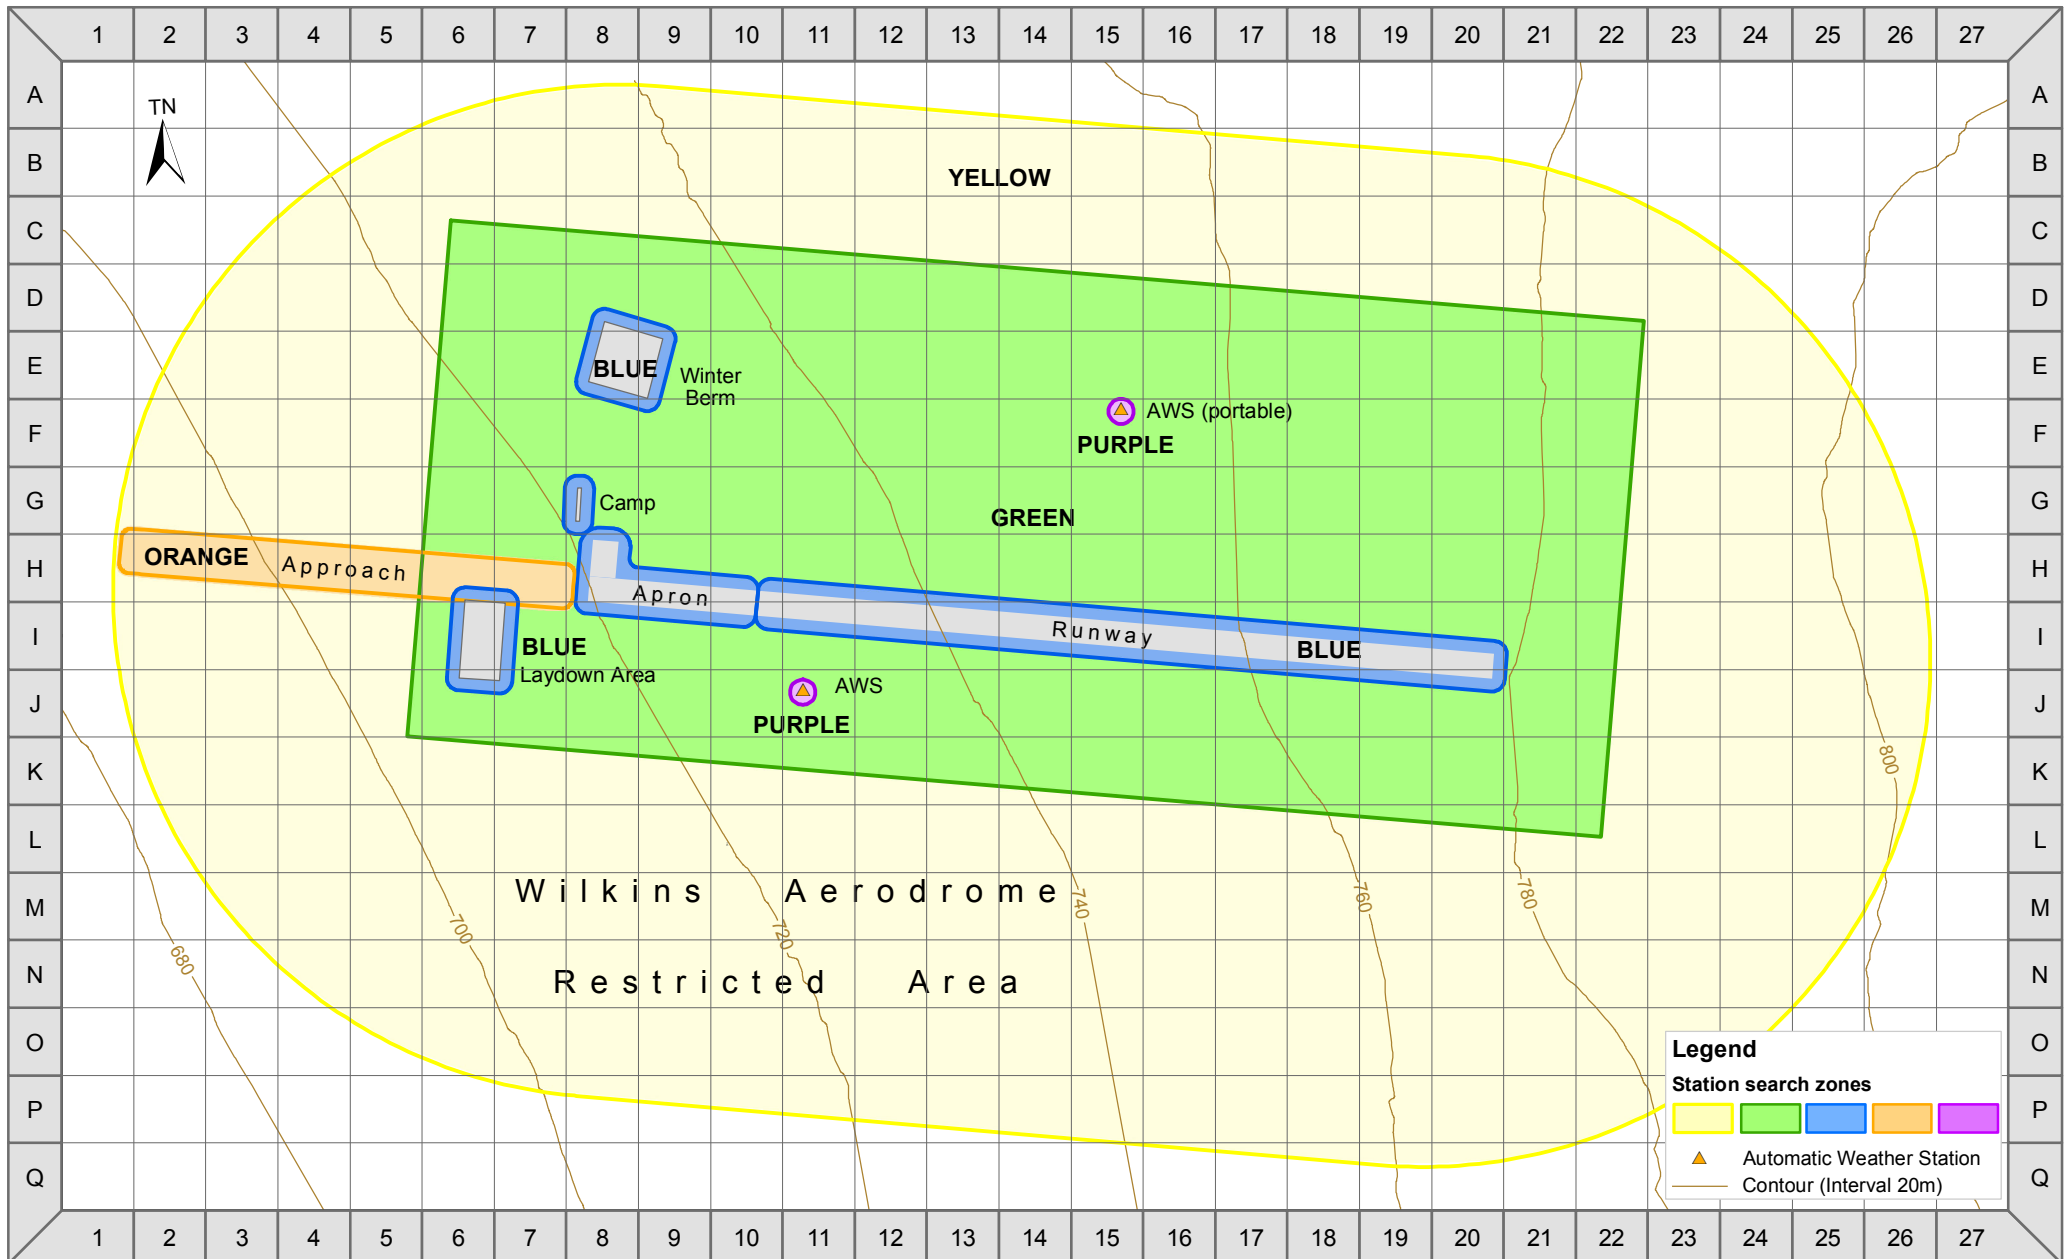 1 2 3 4 5 6 7 8 9 10 11 12 13 14 15 16 17 18 19 20 21 22 23 24 25 26 27
A A
TN
B B
YELLOW
C C
D D
E E
BLUE
Winter
Berm
AWS (portable)
F F
PURPLE
G G
Camp
GREEN
H H
ORANGE Approach
Apron
Runway
I I
BLUE
BLUE
Laydown Area
AWS
J J
PURPLE
K K
800
L L
Wilkins Aerodrome
M M
700 720 740 760 780
680
N N
Restricted Area
O O
Legend
Station search zones
P P
Automatic Weather Station
Q Q
Contour (Interval 20m)
1 2 3 4 5 6 7 8 9 10 11 12 13 14 15 16 17 18 19 20 21 22 23 24 25 26 27